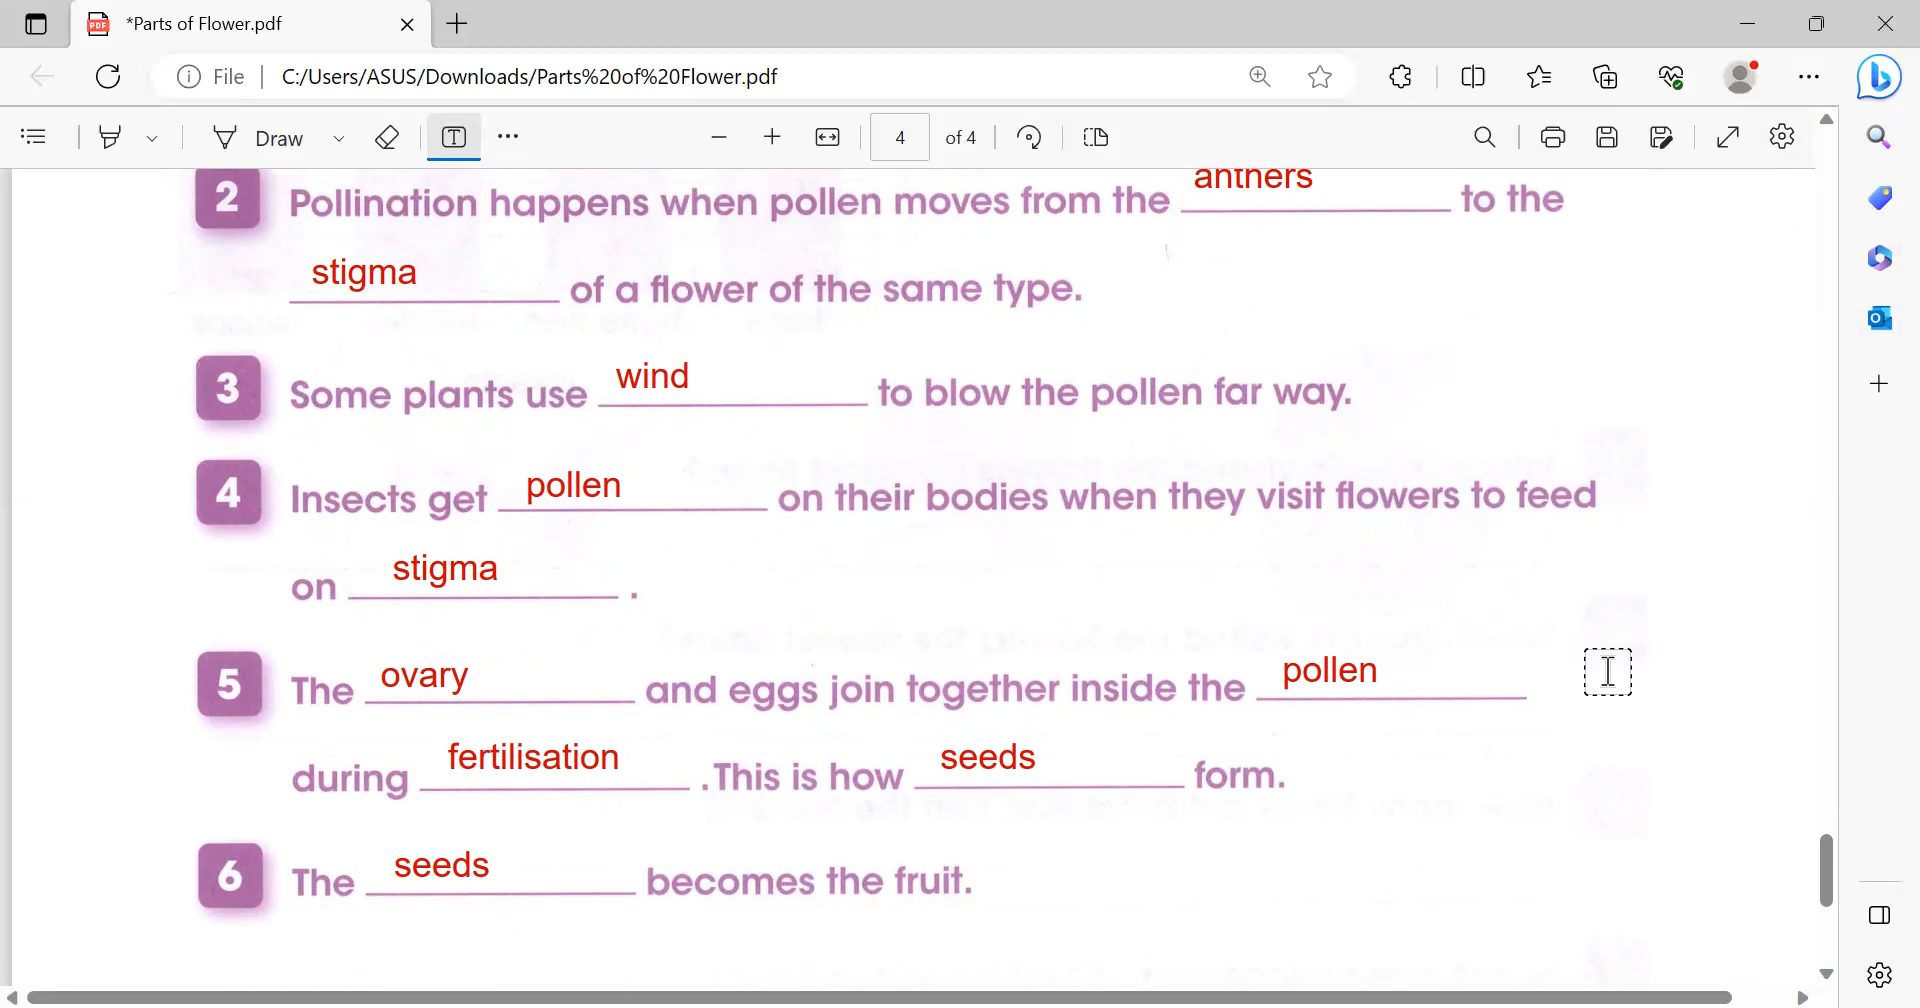 *Parts of Flower.pdf
File C:/Users/ASUS/Downloads/Parts%20of%20Flower.pdf
Draw 4 of 4
2 Pollination happens when pollen moves from the anthers to the
stigma of a flower of the same type.
3 Some plants use wind to blow the pollen far way.
4 Insects get pollen on their bodies when they visit flowers to feed
on stigma .
5 The ovary and eggs join together inside the pollen
during fertilisation .This is how seeds form.
6 The seeds becomes the fruit.